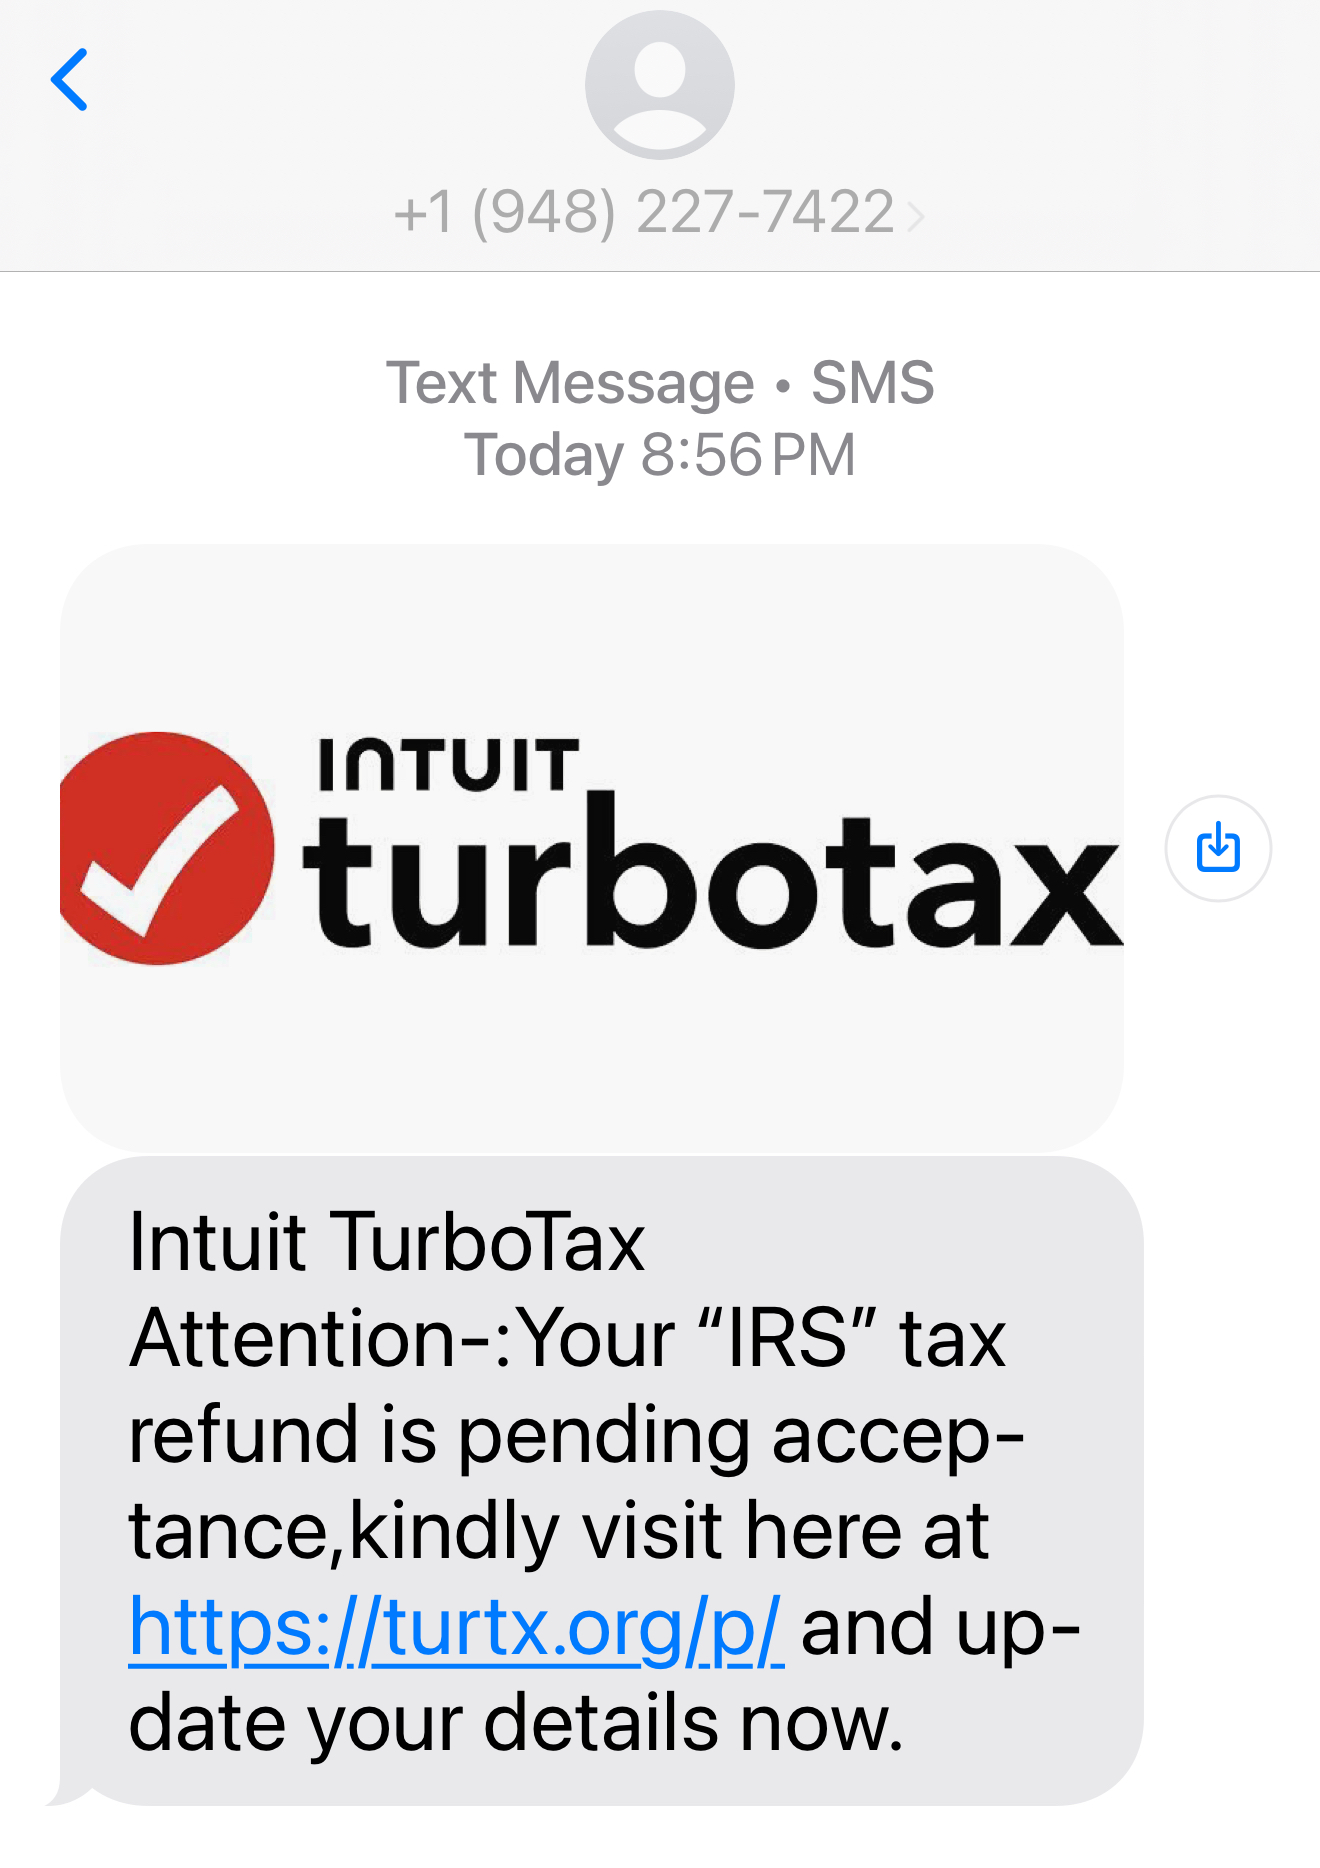 +1 (948) 227-7422
Text Message • SMS
Today 8:56 PM
INTUIT
turbotax
Intuit TurboTax
Attention-:Your “IRS” tax
refund is pending accep-
tance,kindly visit here at
https://turtx.org/p/ and up-
date your details now.